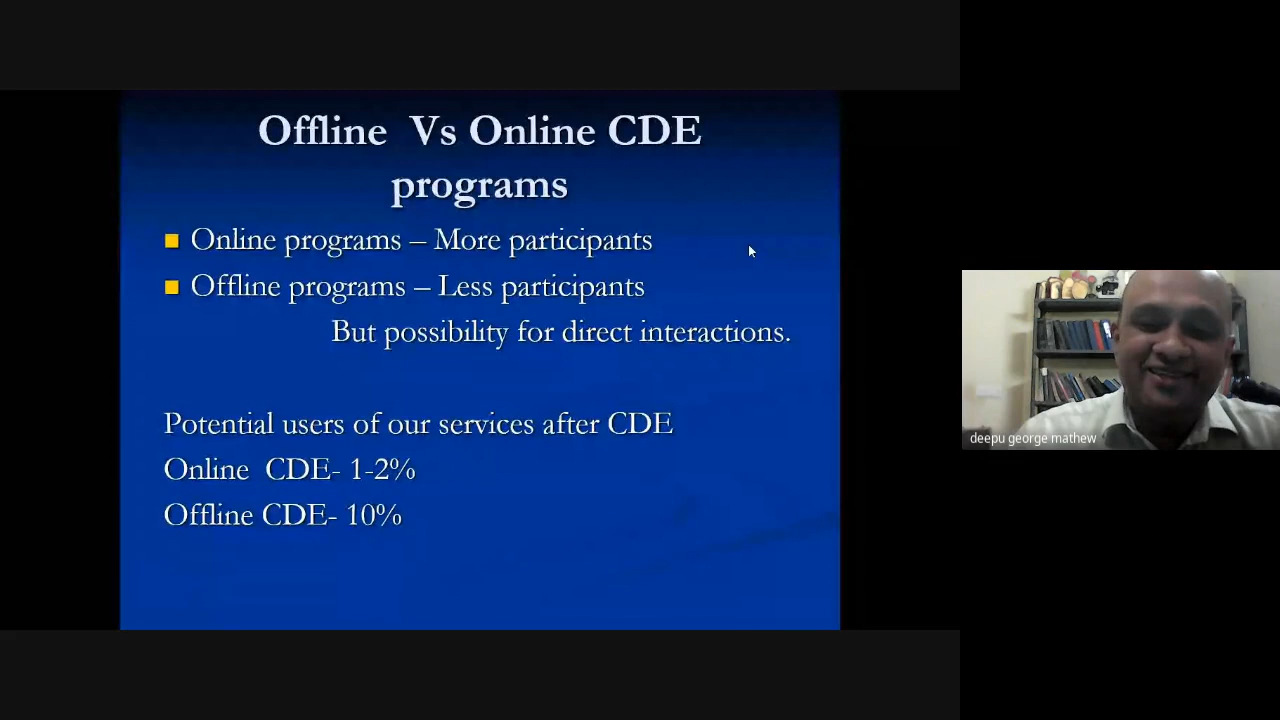 Offline Vs Online CDE
programs
Online programs – More participants
Offline programs – Less participants
But possibility for direct interactions.
Potential users of our services after CDE
Online CDE- 1-2%
Offline CDE- 10%
deepu george mathew